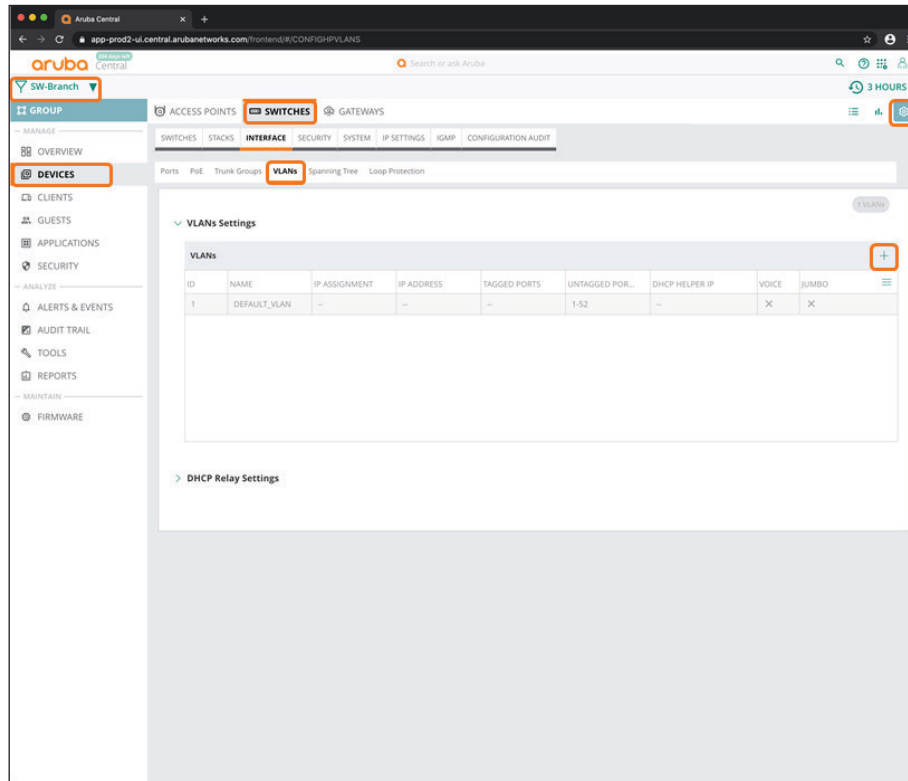 Aruba Central
app-prod2-ui.central.arubanetworks.com/frontend/#/CONFIGHPVLANS
aruba Central
Search or ask Aruba
SW-Branch
3 HOURS
GROUP
ACCESS POINTS SWITCHES GATEWAYS
MANAGE
SWITCHES STACKS INTERFACE SECURITY SYSTEM IP SETTINGS IGMP CONFIGURATION AUDIT
OVERVIEW
DEVICES
Ports PoE Trunk Groups VLANs Spanning Tree Loop Protection
CLIENTS
1 VLANs
GUESTS
VLANs Settings
APPLICATIONS
VLANs
SECURITY
ANALYZE
ID NAME IP ASSIGNMENT IP ADDRESS TAGGED PORTS UNTAGGED POR... DHCP HELPER IP VOICE JUMBO
1 DEFAULT_VLAN -- -- -- 1-52 --
ALERTS & EVENTS
AUDIT TRAIL
TOOLS
REPORTS
MAINTAIN
FIRMWARE
DHCP Relay Settings